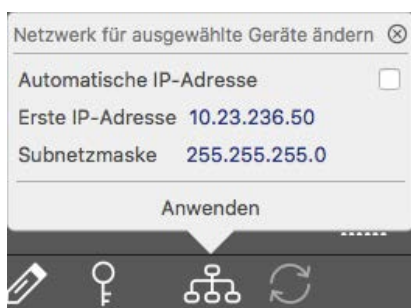 Netzwerk für ausgewählte Geräte ändern
Automatische IP-Adresse
Erste IP-Adresse 10.23.236.50
Subnetzmaske 255.255.255.0
Anwenden